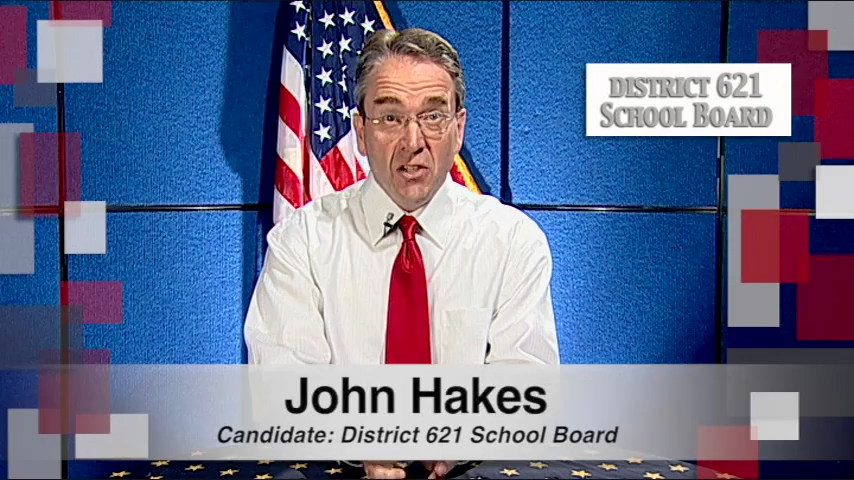 DISTRICT 621
SCHOOL BOARD
John Hakes
Candidate: District 621 School Board